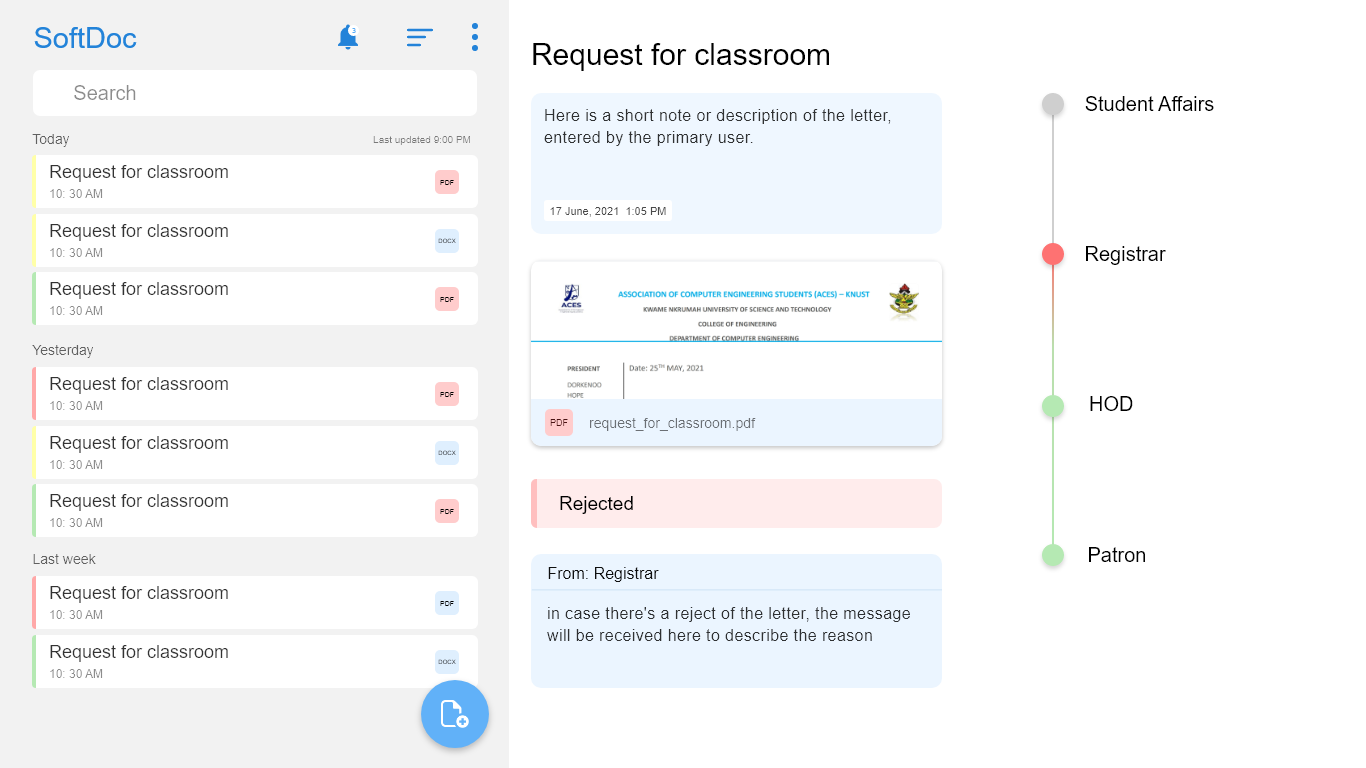 SoftDoc
3
Search
Today
Last updated 9:00 PM
Request for classroom
10: 30 AM
PDF
Request for classroom
10: 30 AM
DOCX
Request for classroom
10: 30 AM
PDF
Yesterday
Request for classroom
10: 30 AM
PDF
Request for classroom
10: 30 AM
DOCX
Request for classroom
10: 30 AM
PDF
Last week
Request for classroom
10: 30 AM
PDF
Request for classroom
10: 30 AM
DOCX
Request for classroom
Here is a short note or description of the letter,
entered by the primary user.
17 June, 2021 1:05 PM
ACES
ASSOCIATION OF COMPUTER ENGINEERING STUDENTS (ACES) – KNUST
KWAME NKRUMAH UNIVERSITY OF SCIENCE AND TECHNOLOGY
COLLEGE OF ENGINEERING
DEPARTMENT OF COMPUTER ENGINEERING
PRESIDENT
Date: 25TH MAY, 2021
DORKENOO
HOPE
PDF
request_for_classroom.pdf
Rejected
From: Registrar
in case there's a reject of the letter, the message
will be received here to describe the reason
Student Affairs
Registrar
HOD
Patron